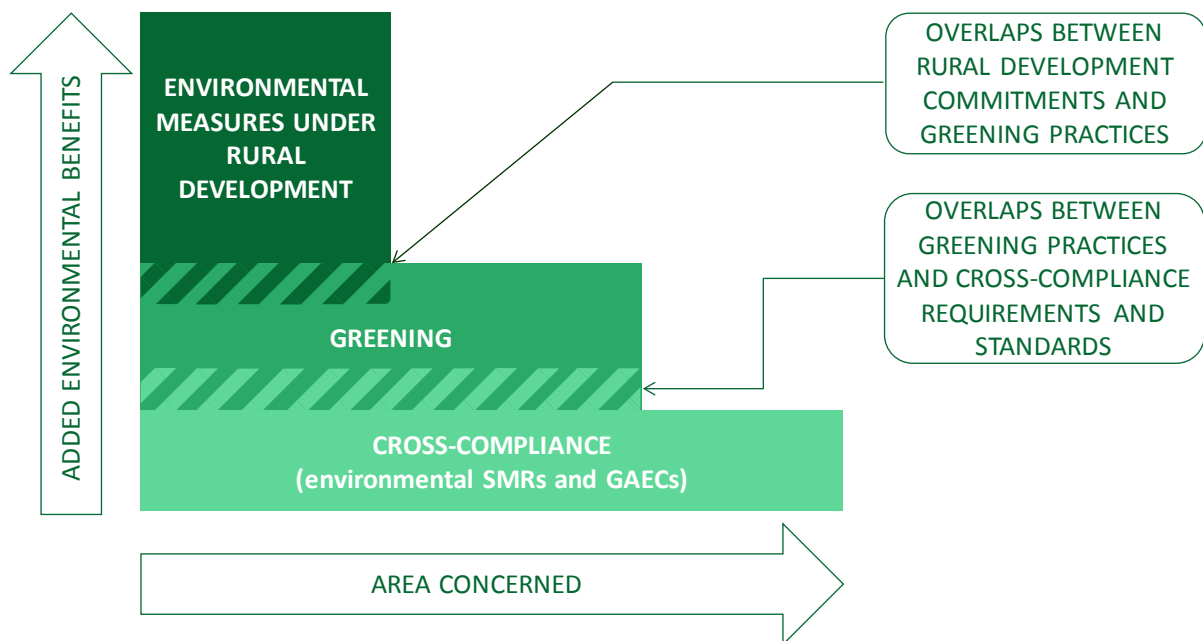 ADDED ENVIRONMENTAL BENEFITS
ENVIRONMENTAL
MEASURES UNDER
RURAL
DEVELOPMENT
GREENING
CROSS-COMPLIANCE
(environmental SMRs and GAECs)
AREA CONCERNED
OVERLAPS BETWEEN
RURAL DEVELOPMENT
COMMITMENTS AND
GREENING PRACTICES
OVERLAPS BETWEEN
GREENING PRACTICES
AND CROSS-COMPLIANCE
REQUIREMENTS AND
STANDARDS